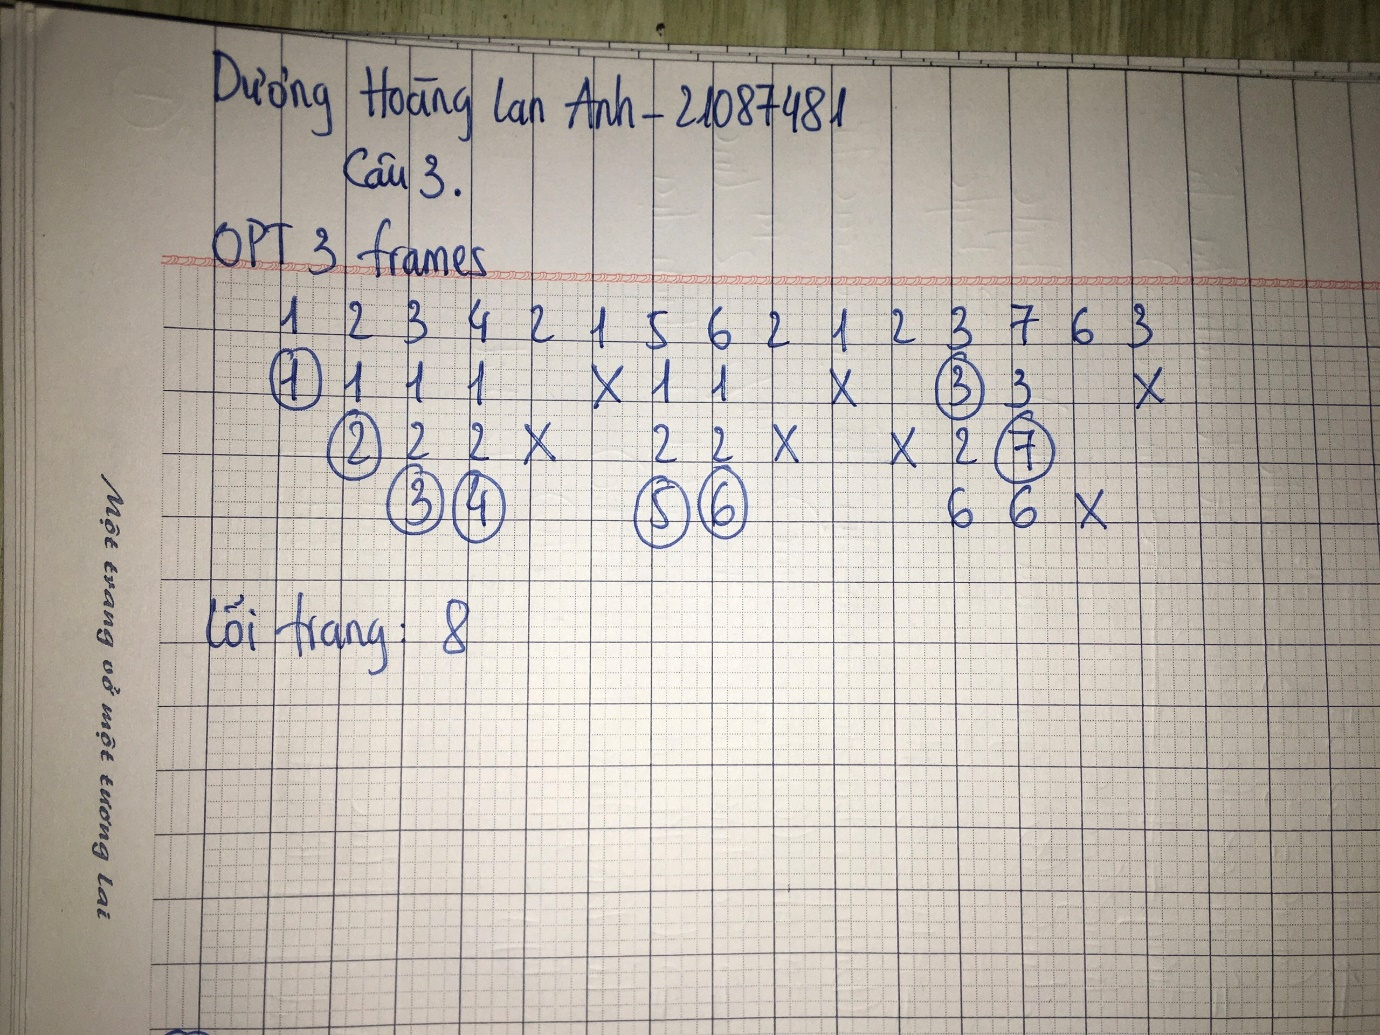 Dương Hoāng Lan Anh - 21087481
Câu 3.
OPT 3 frames
1 2 3 4 2 1 5 6 2 1 2 3 7 6 3
1 1 1 1 X 1 1 X 3 3 X
2 2 2 X 2 2 X X 2 7
3 4 5 6 6 6 X
Lỗi trang: 8
Một trang vở một tương lai